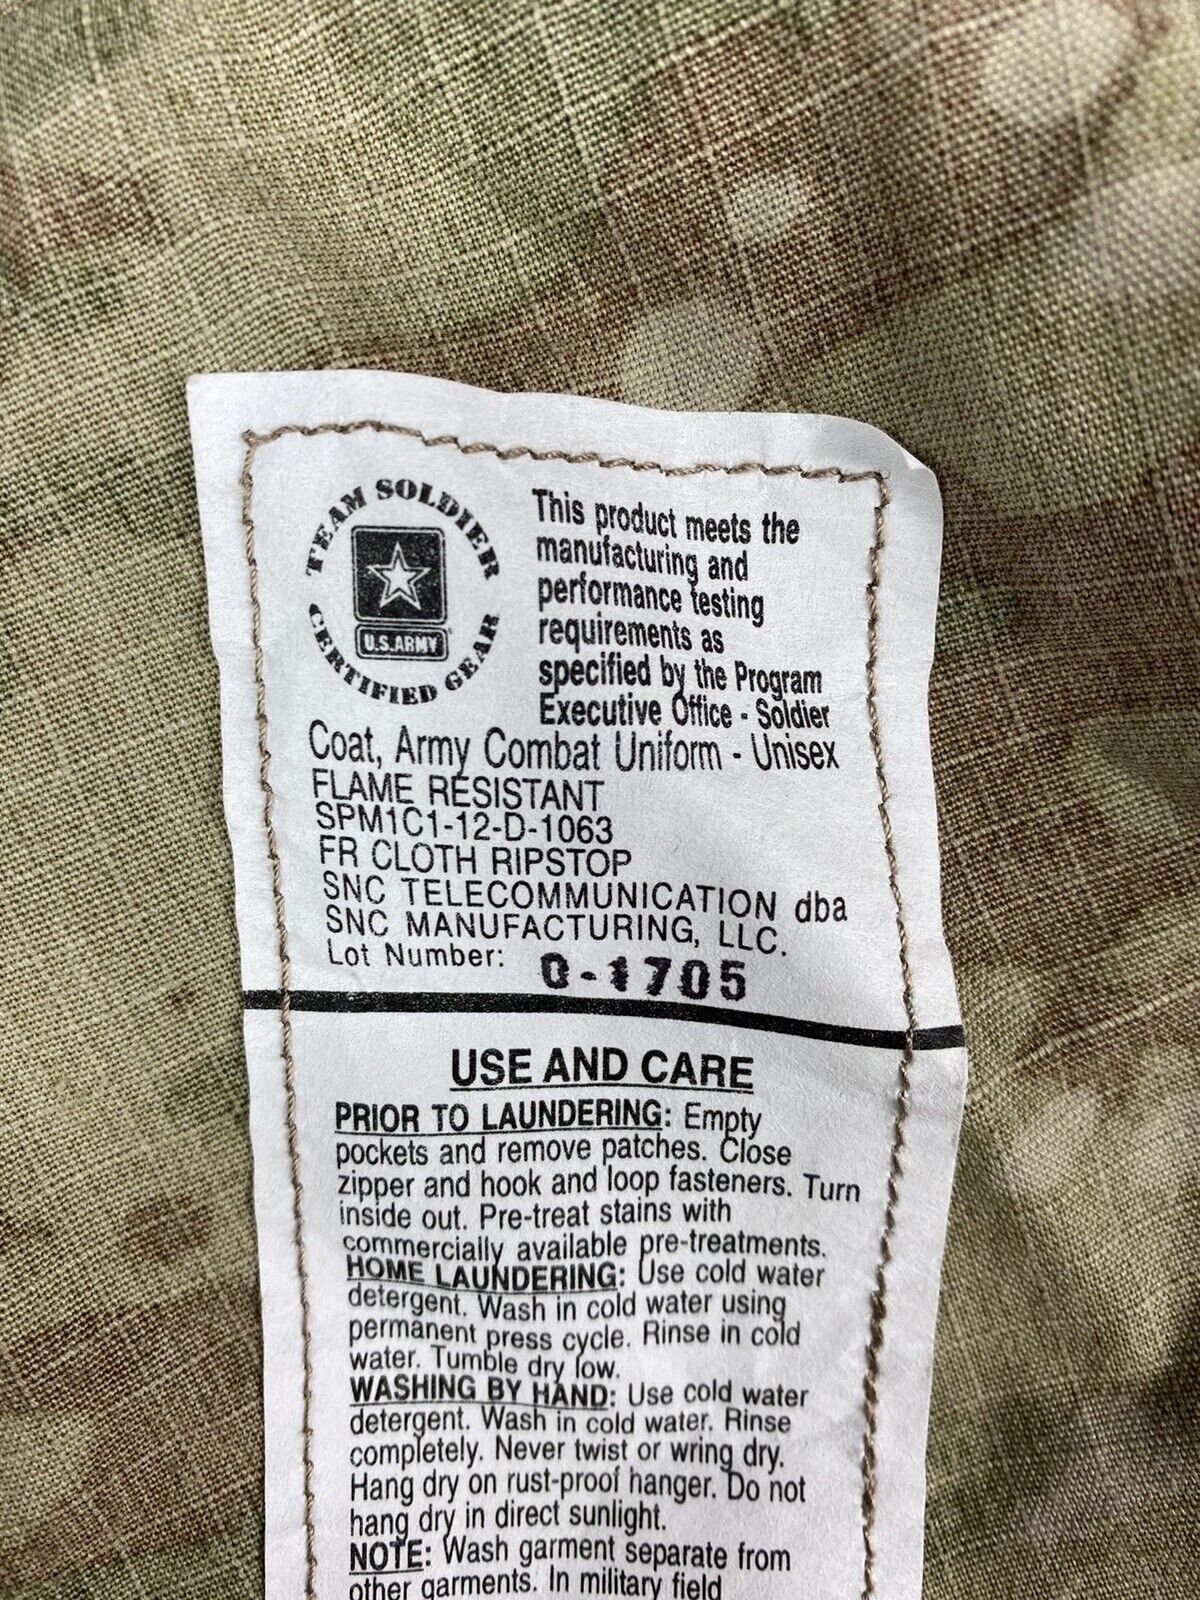 TEAM SOLDIER
CERTIFIED GEAR
U.S.ARMY
This product meets the
manufacturing and
performance testing
requirements as
specified by the Program
Executive Office - Soldier
Coat, Army Combat Uniform - Unisex
FLAME RESISTANT
SPM1C1-12-D-1063
FR CLOTH RIPSTOP
SNC TELECOMMUNICATION dba
SNC MANUFACTURING, LLC.
Lot Number: 0-1705
USE AND CARE
PRIOR TO LAUNDERING: Empty
pockets and remove patches. Close
zipper and hook and loop fasteners. Turn
inside out. Pre-treat stains with
commercially available pre-treatments.
HOME LAUNDERING: Use cold water
detergent. Wash in cold water using
permanent press cycle. Rinse in cold
water. Tumble dry low.
WASHING BY HAND: Use cold water
detergent. Wash in cold water. Rinse
completely. Never twist or wring dry.
Hang dry on rust-proof hanger. Do not
hang dry in direct sunlight.
NOTE: Wash garment separate from
other garments. In military field